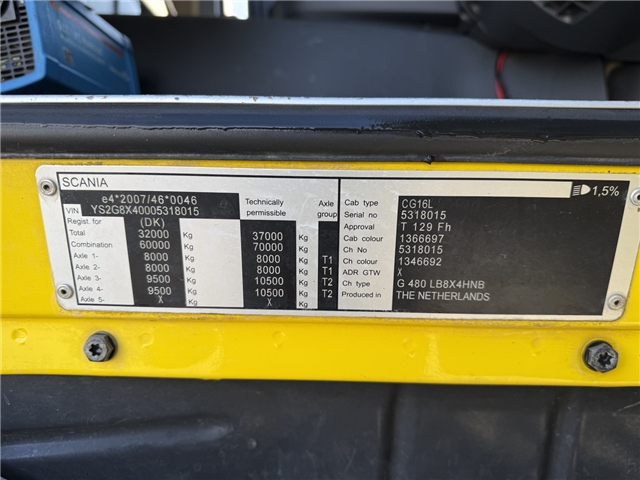 SCANIA
e4*2007/46*0046
VIN YS2G8X40005318015
Technically permissible
Axle group
Regist. for (DK)
Total 32000 Kg 37000 Kg
Combination 60000 Kg 70000 Kg
Axle 1- 8000 Kg 8000 Kg T1
Axle 2- 8000 Kg 8000 Kg T1
Axle 3- 9500 Kg 10500 Kg T2
Axle 4- 9500 Kg 10500 Kg T2
Axle 5- X Kg X Kg
1,5%
Cab type CG16L
Serial no 5318015
Approval T 129 Fh
Cab colour 1366697
Ch No 5318015
Ch colour 1346692
ADR GTW X
Ch type G 480 LB8X4HNB
Produced in THE NETHERLANDS